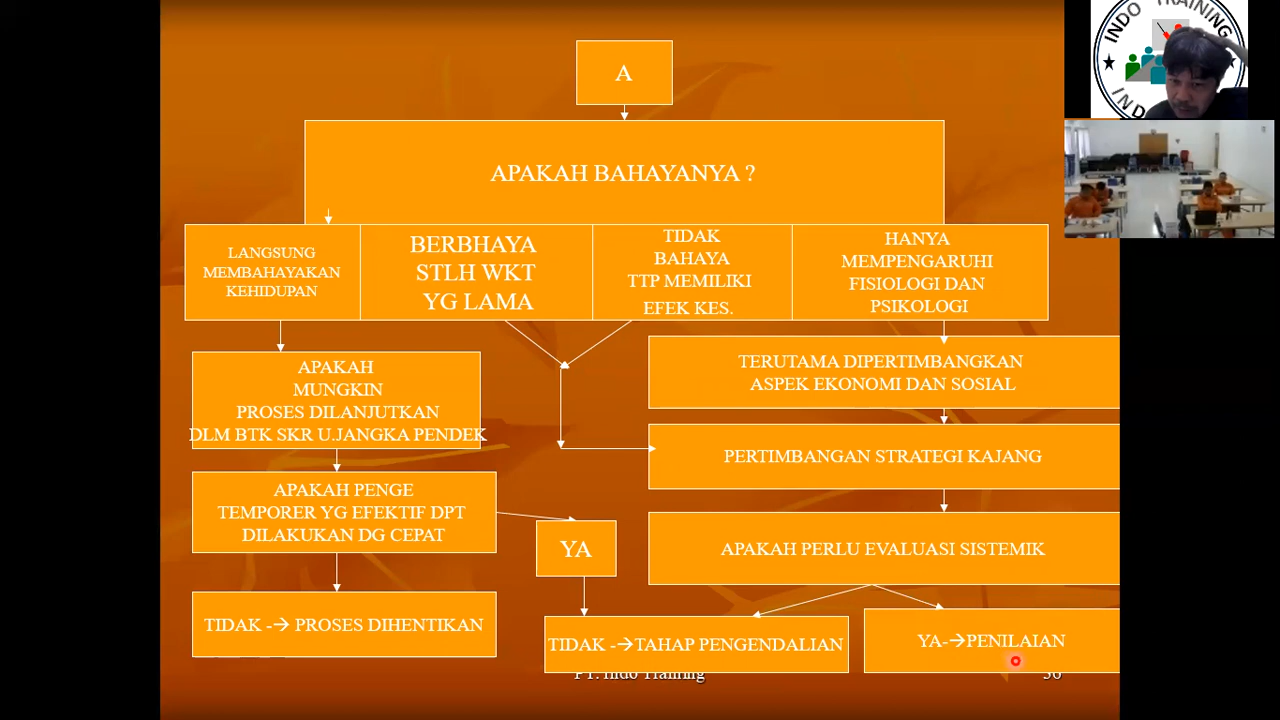 A
APAKAH BAHAYANYA ?
LANGSUNG
MEMBAHAYAKAN
KEHIDUPAN
BERBHAYA
STLH WKT
YG LAMA
TIDAK
BAHAYA
TTP MEMILIKI
EFEK KES.
HANYA
MEMPENGARUHI
FISIOLOGI DAN
PSIKOLOGI
APAKAH
MUNGKIN
PROSES DILANJUTKAN
DLM BTK SKR U.JANGKA PENDEK
TERUTAMA DIPERTIMBANGKAN
ASPEK EKONOMI DAN SOSIAL
PERTIMBANGAN STRATEGI KAJANG
APAKAH PENGE
TEMPORER YG EFEKTIF DPT
DILAKUKAN DG CEPAT
YA
APAKAH PERLU EVALUASI SISTEMIK
TIDAK -→ PROSES DIHENTIKAN
TIDAK -→TAHAP PENGENDALIAN
YA-→PENILAIAN
PT. Indo Training
INDO TRAINING